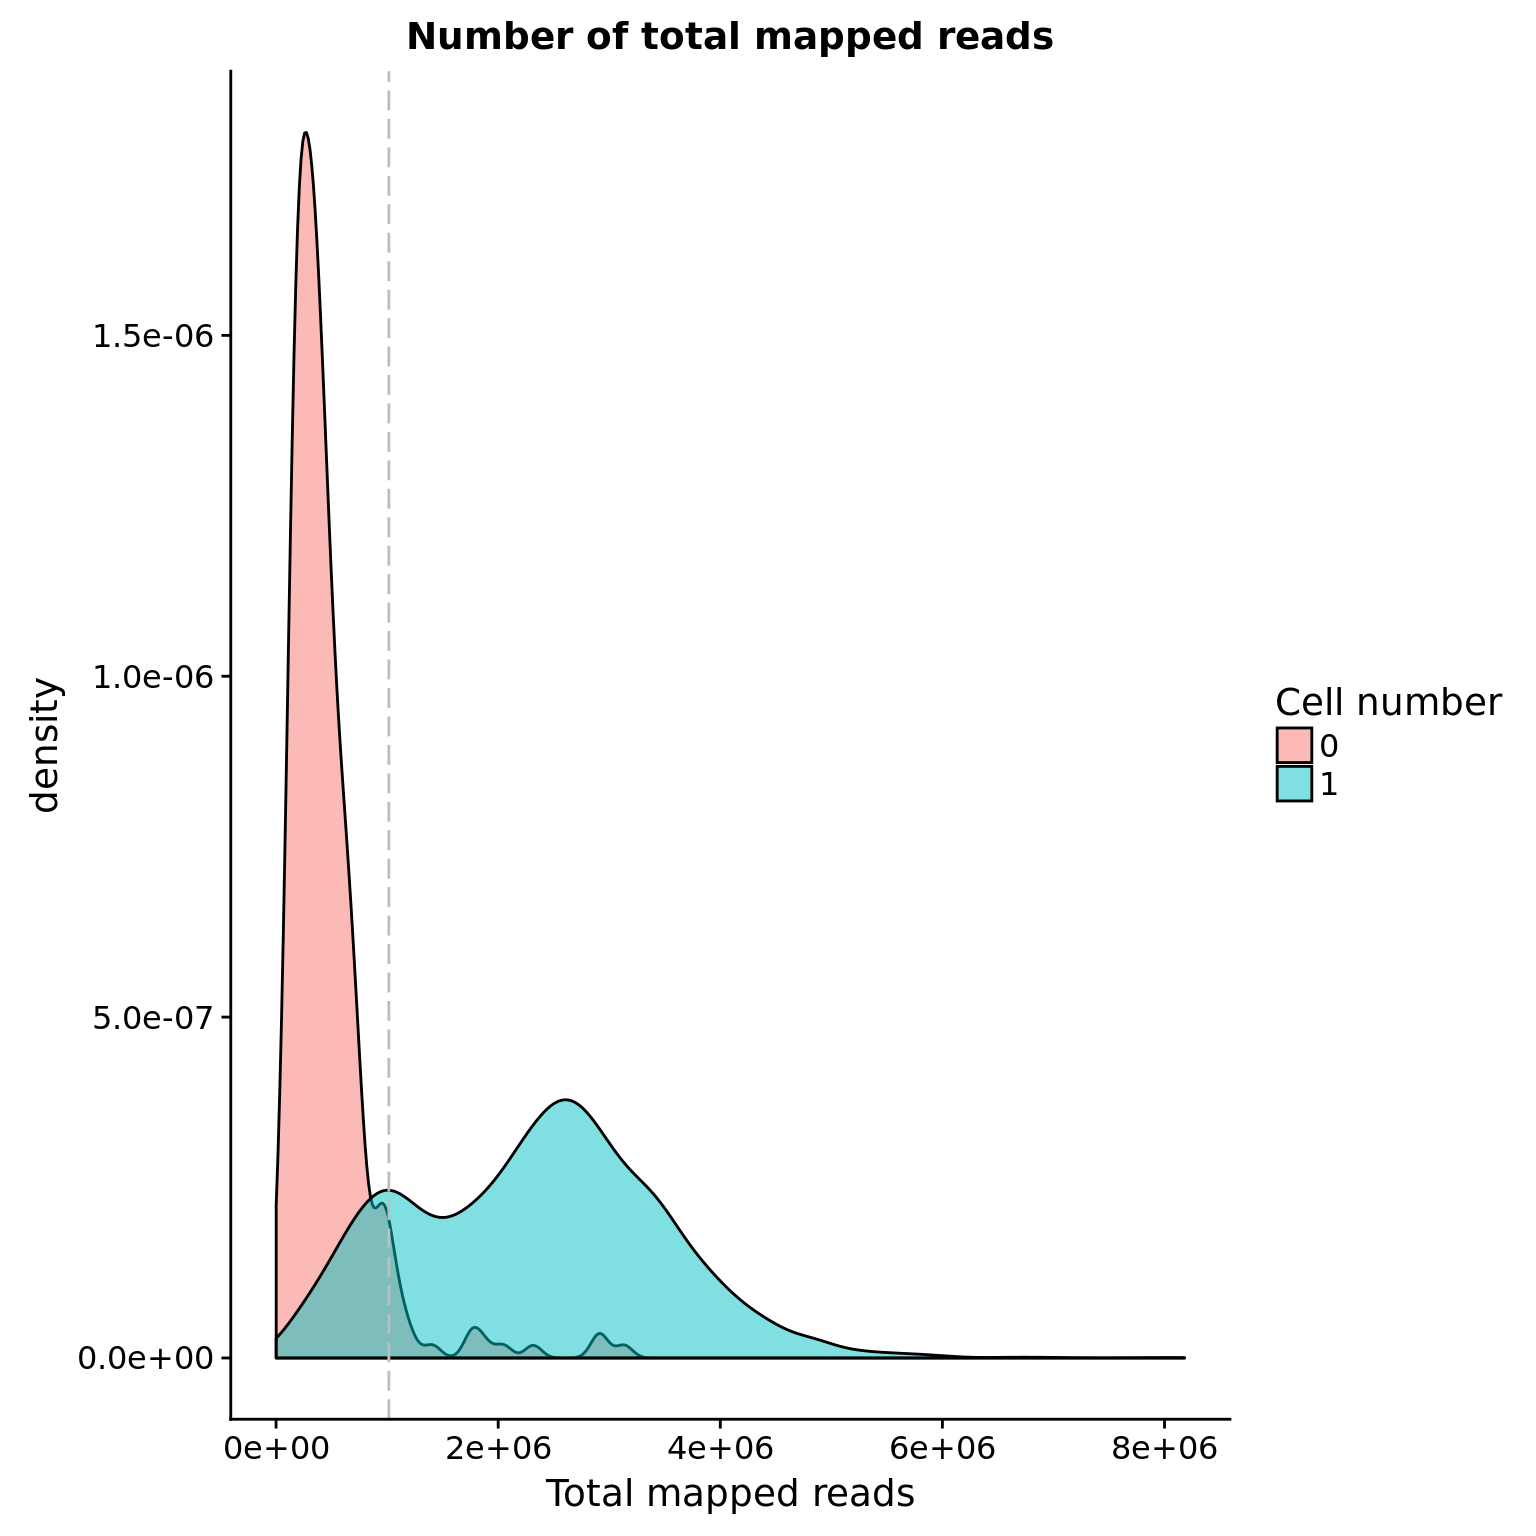 Number of total mapped reads
density
1.5e-06
1.0e-06
5.0e-07
0.0e+00
0e+00 2e+06 4e+06 6e+06 8e+06
Total mapped reads
Cell number
0
1